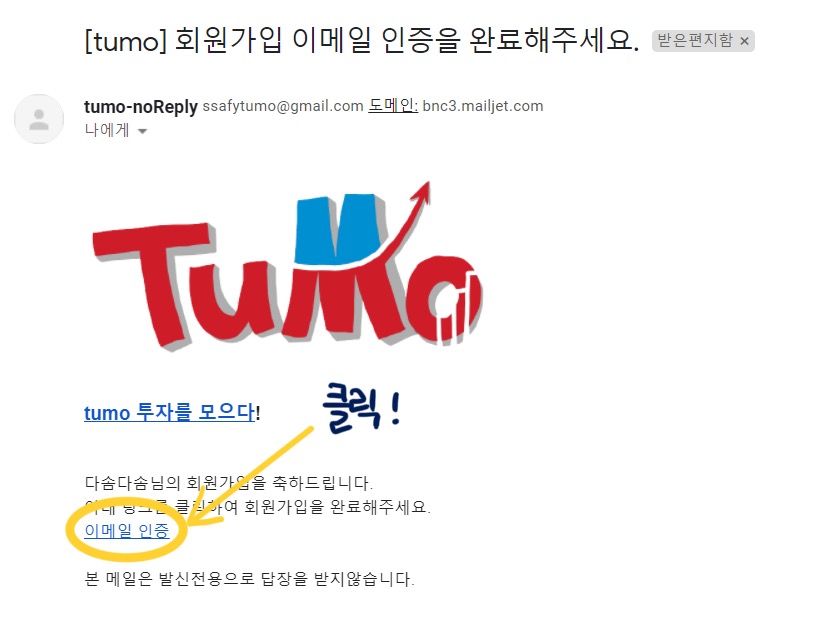 [tumo] 회원가입 이메일 인증을 완료해주세요. 받은편지함 ×
tumo-noReply ssafytumo@gmail.com 도메인: bnc3.mailjet.com
나에게
TuMo
tumo 투자를 모으다!
클릭!
다솜다솜님의 회원가입을 축하드립니다.
아래 링크를 클릭하여 회원가입을 완료해주세요.
이메일 인증
본 메일은 발신전용으로 답장을 받지않습니다.